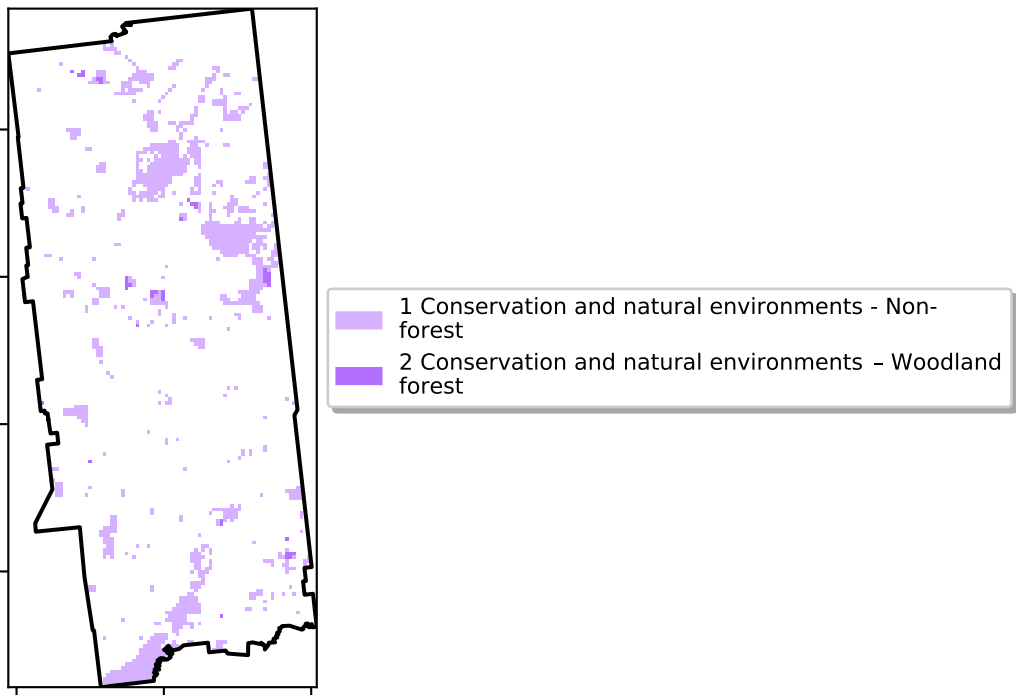 1 Conservation and natural environments - Non-
forest
2 Conservation and natural environments – Woodland
forest